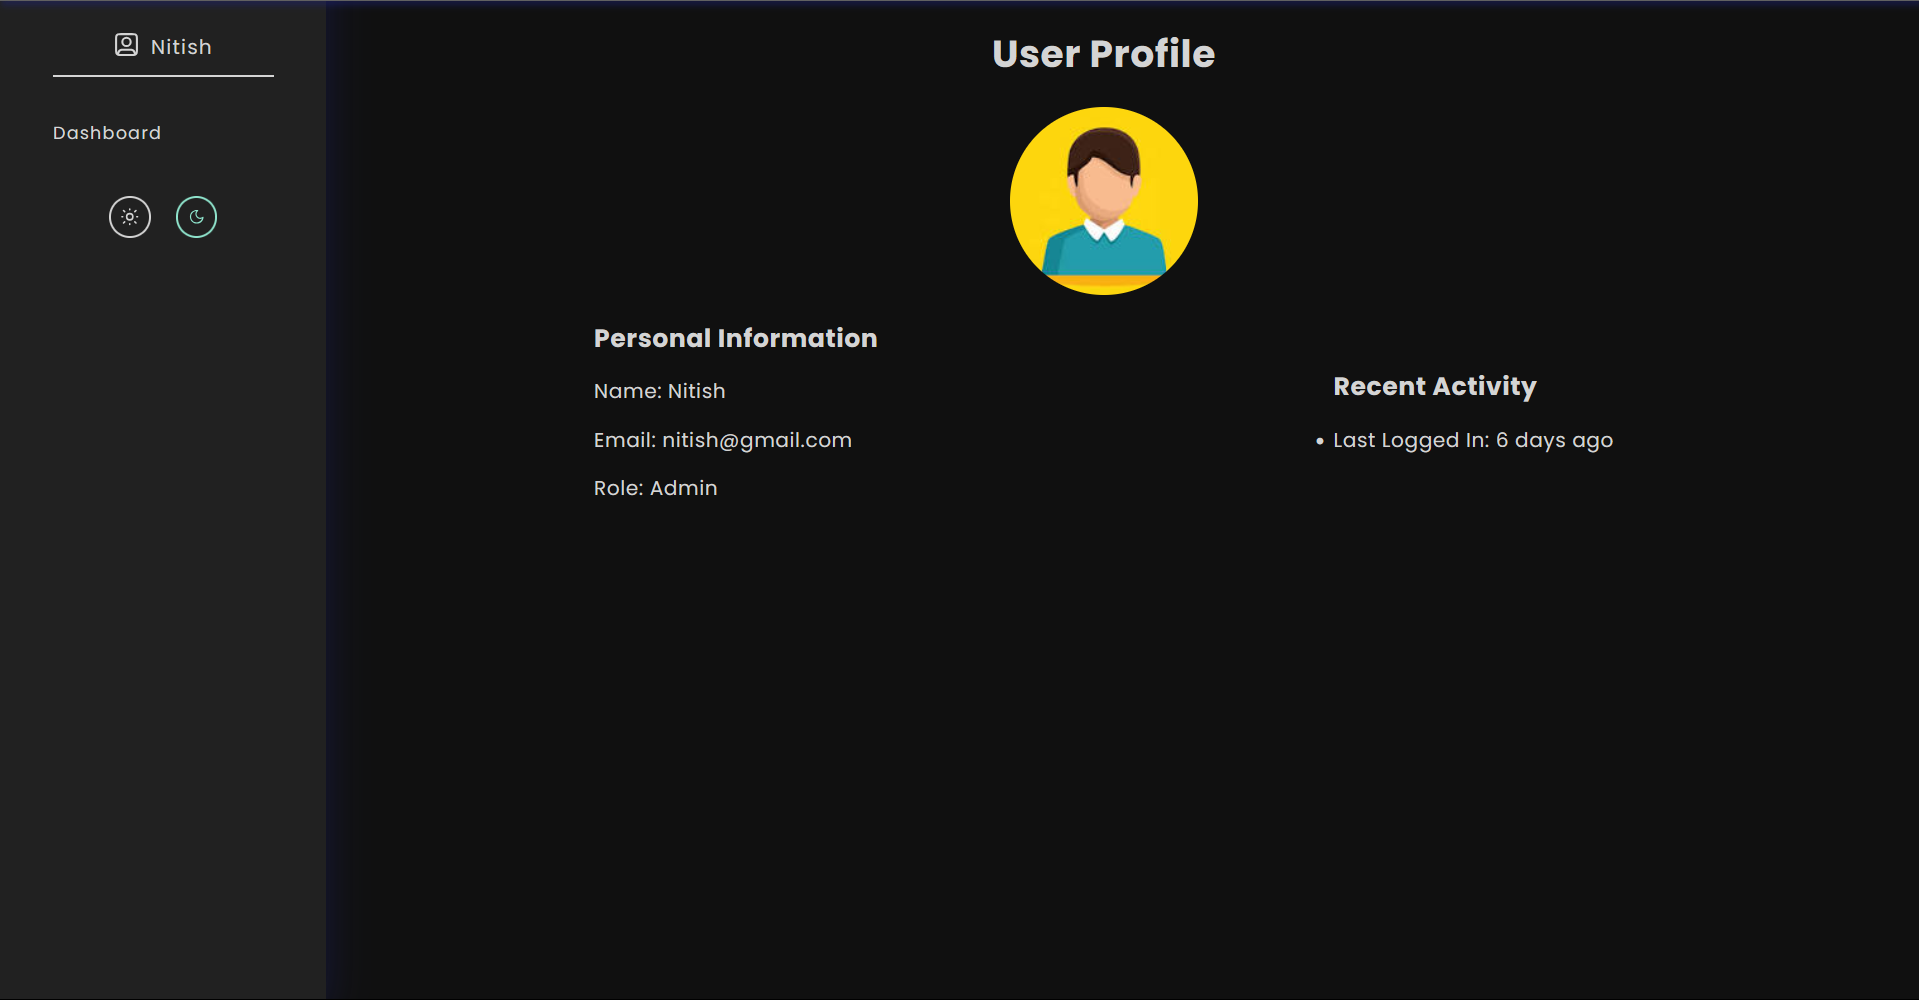 Nitish
Dashboard
User Profile
Personal Information
Name: Nitish
Email: nitish@gmail.com
Role: Admin
Recent Activity
• Last Logged In: 6 days ago